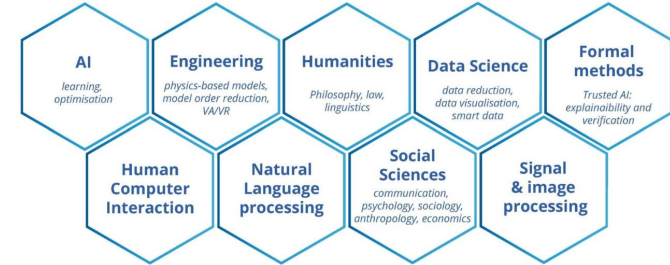 AI
learning,
optimisation
Engineering
physics-based models,
model order reduction,
VA/VR
Humanities
Philosophy, law,
linguistics
Data Science
data reduction,
data visualisation,
smart data
Formal
methods
Trusted AI:
explainaibility and
verification
Human
Computer
Interaction
Natural
Language
processing
Social
Sciences
communication,
psychology, sociology,
anthropology, economics
Signal
& image
processing